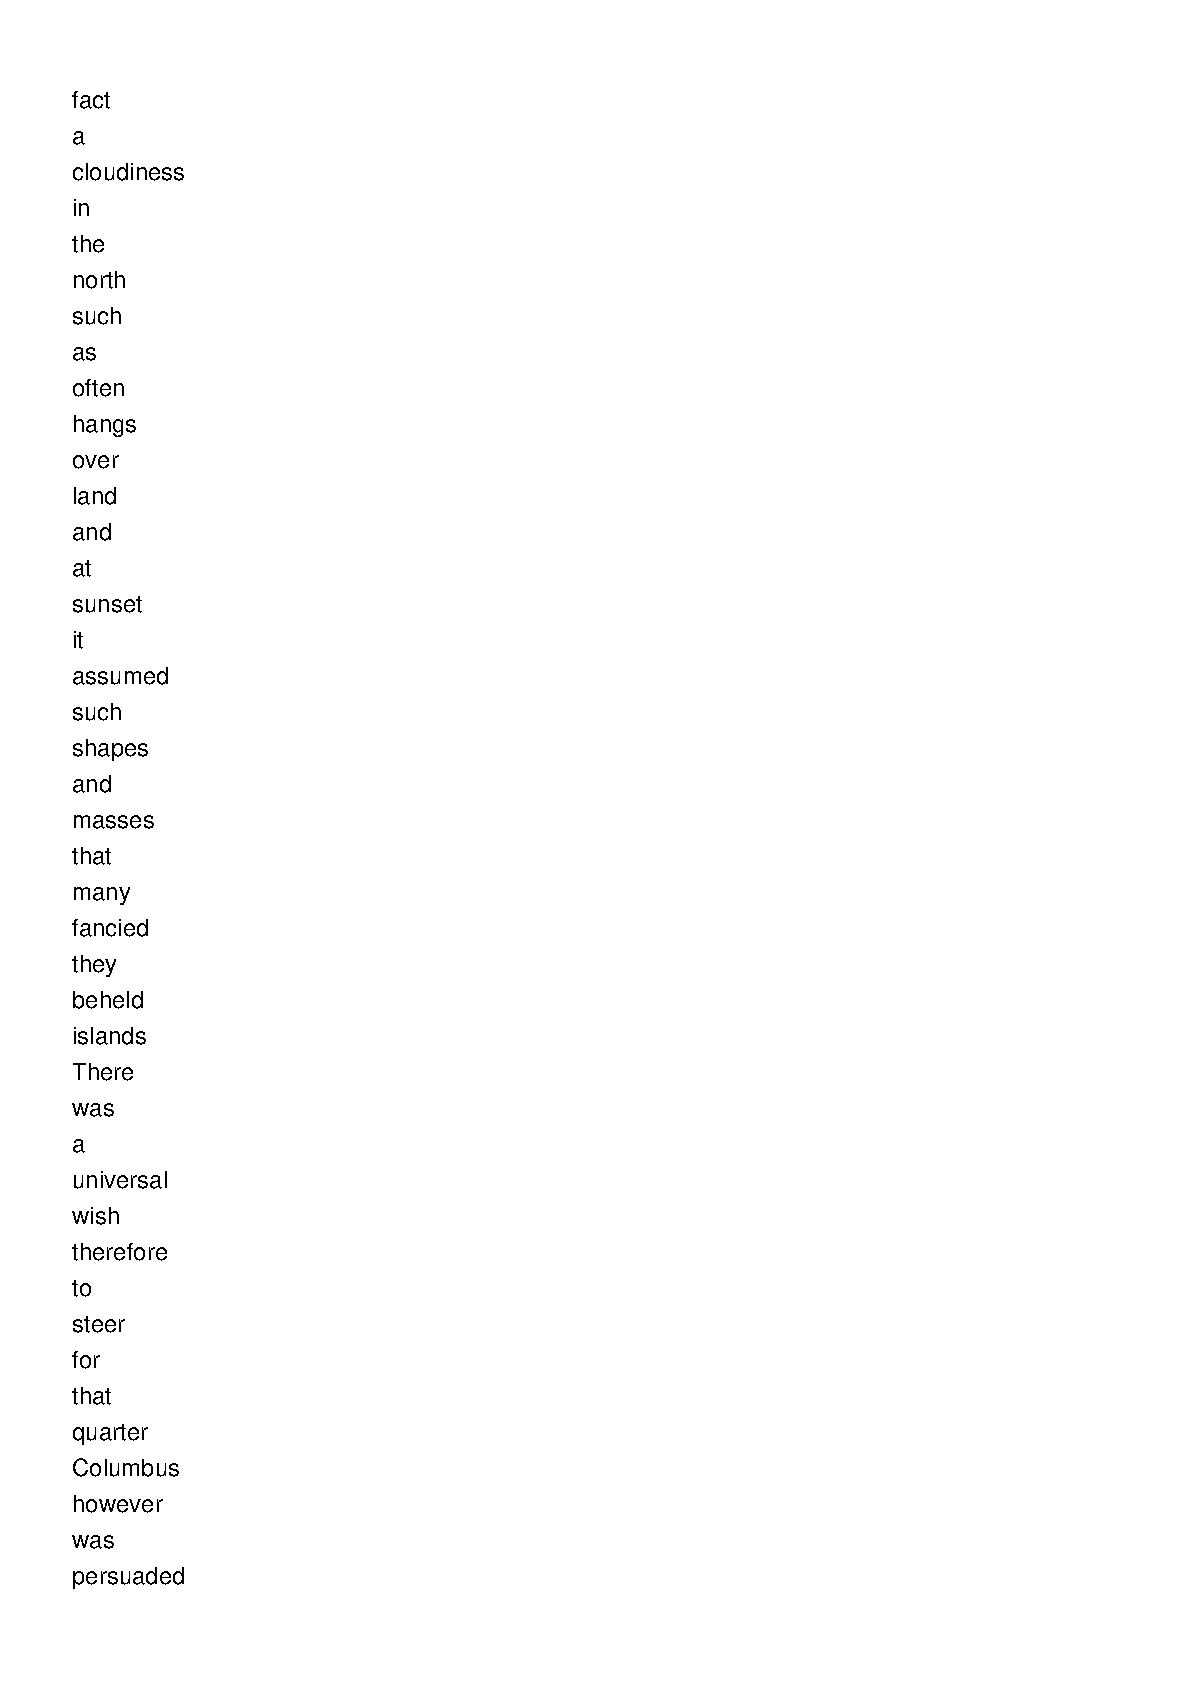 fact
a
cloudiness
in
the
north
such
as
often
hangs
over
land
and
at
sunset
it
assumed
such
shapes
and
masses
that
many
fancied
they
beheld
islands
There
was
a
universal
wish
therefore
to
steer
for
that
quarter
Columbus
however
was
persuaded